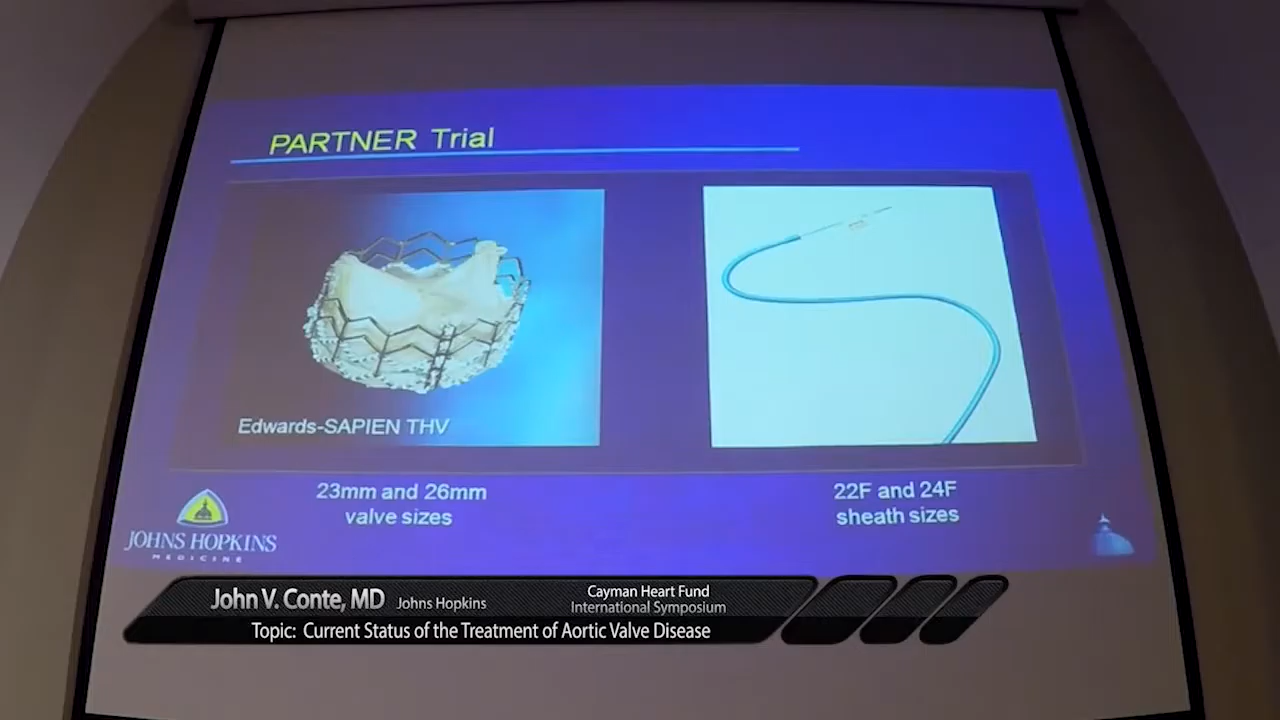 PARTNER Trial
Edwards-SAPIEN THV
23mm and 26mm
valve sizes
22F and 24F
sheath sizes
JOHNS HOPKINS
MEDICINE
John V. Conte, MD Johns Hopkins
Cayman Heart Fund
International Symposium
Topic: Current Status of the Treatment of Aortic Valve Disease